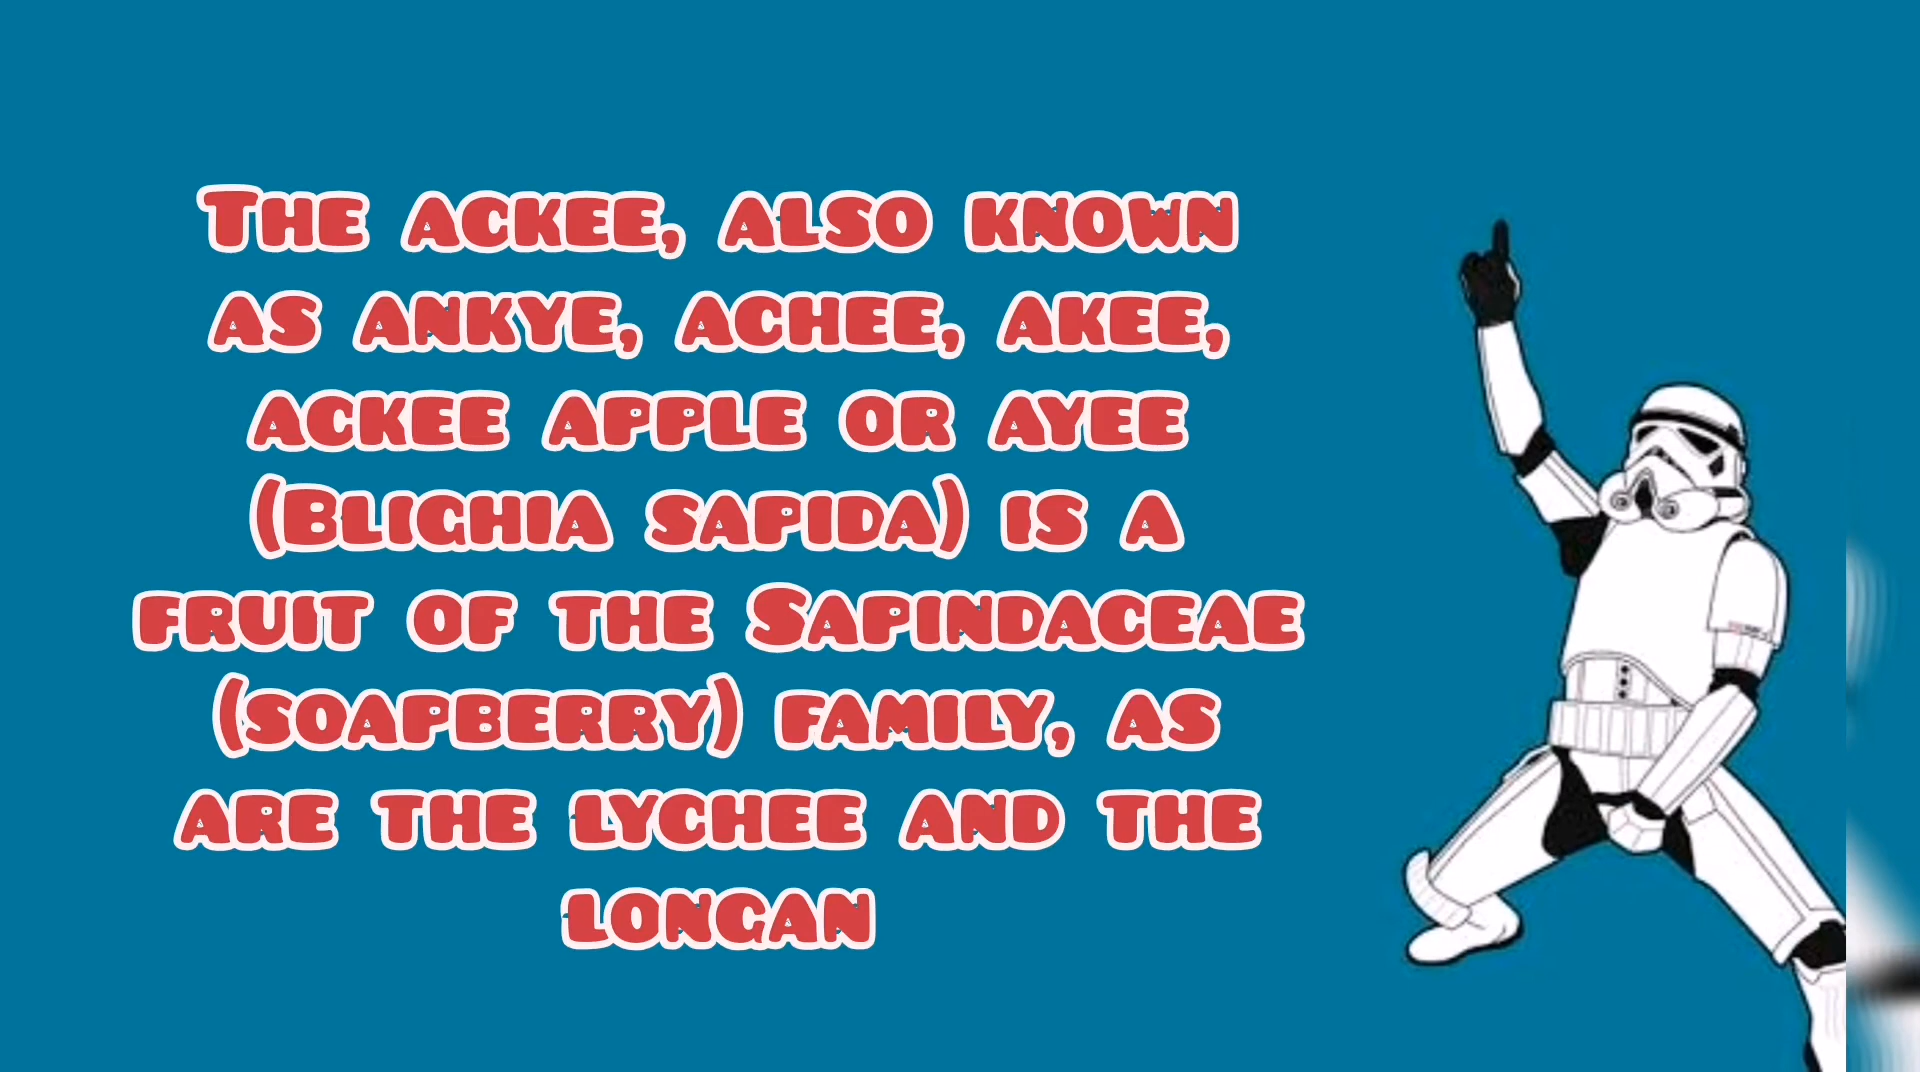 The ackee, also known
as ankye, achee, akee,
ackee apple or ayee
(Blighia sapida) is a
fruit of the Sapindaceae
(soapberry) family, as
are the lychee and the
longan